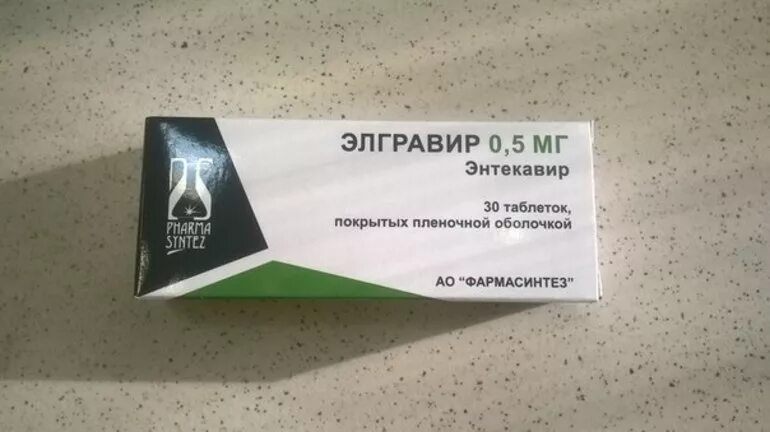 PHARMA
SYNTEZ
ЭЛГРАВИР 0,5 МГ
Энтекавир
30 таблеток,
покрытых пленочной оболочкой
АО "ФАРМАСИНТЕЗ"